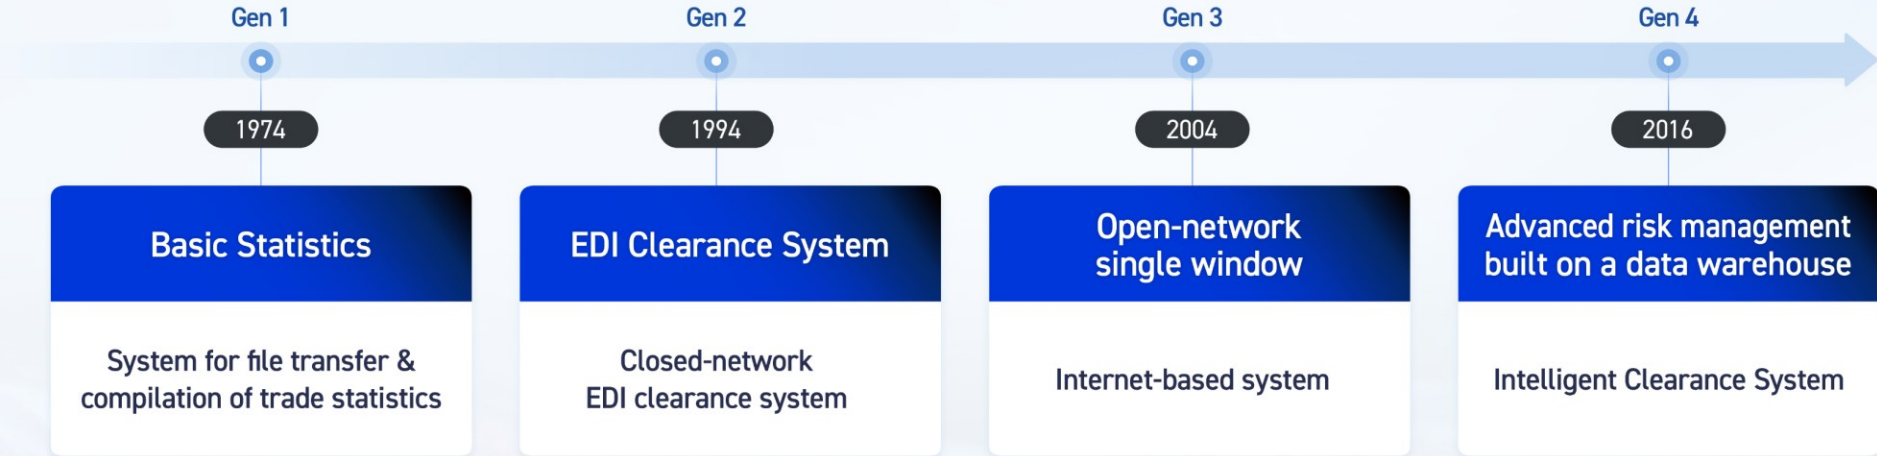 Gen 1
Gen 2
Gen 3
Gen 4
1974
1994
2004
2016
Basic Statistics
EDI Clearance System
Open-network
single window
Advanced risk management
built on a data warehouse
System for file transfer &
compilation of trade statistics
Closed-network
EDI clearance system
Internet-based system
Intelligent Clearance System